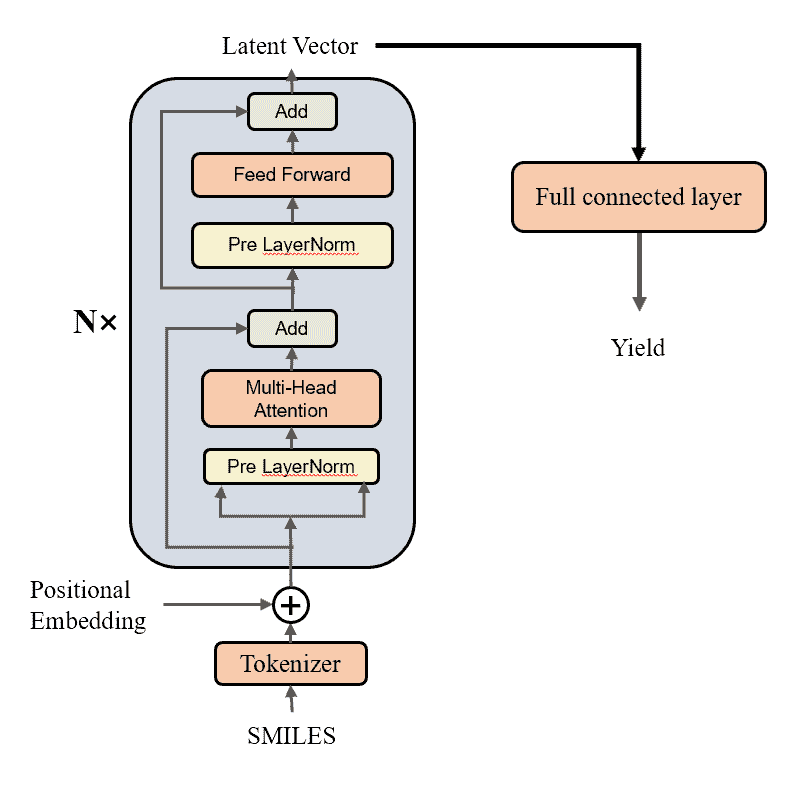 Latent Vector
Add
Feed Forward
Pre LayerNorm
Add
Multi-Head
Attention
Pre LayerNorm
N×
Positional
Embedding
+
Tokenizer
SMILES
Full connected layer
Yield